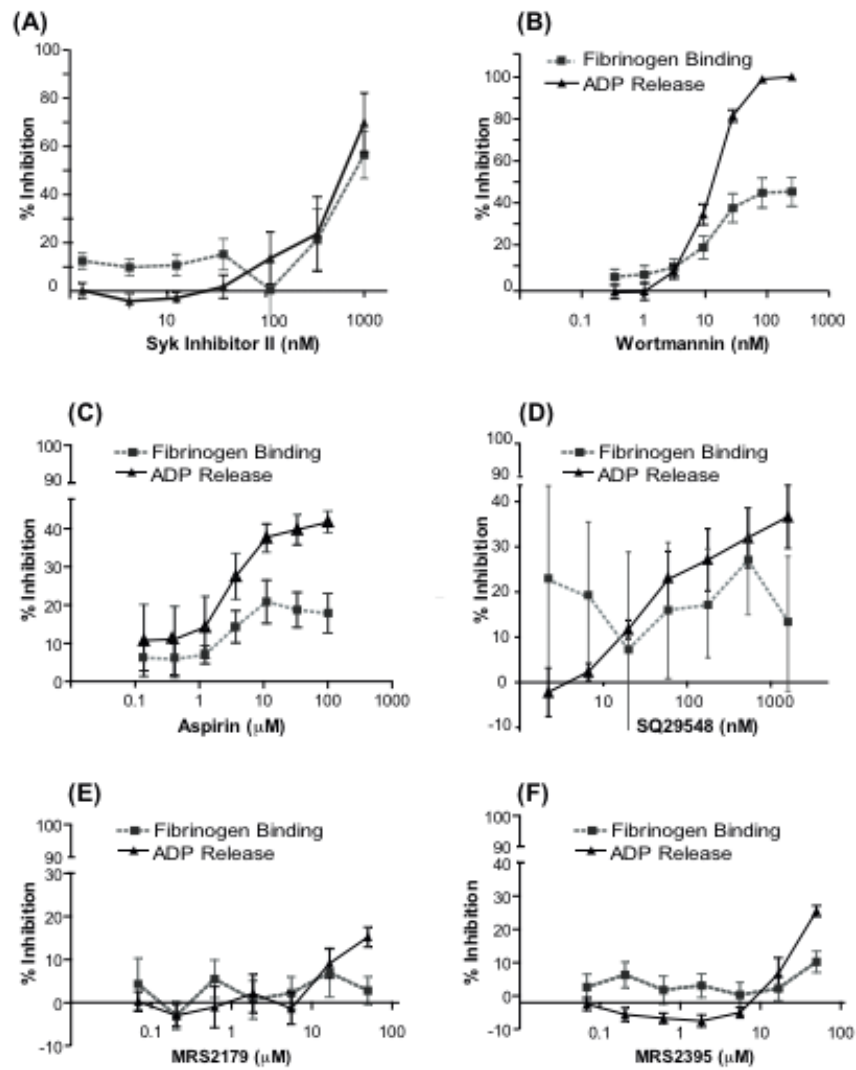 (A)
100
80
60
40
20
0
% Inhibition
10
100
1000
Syk Inhibitor II (nM)
(B)
Fibrinogen Binding
ADP Release
100
80
60
40
20
0
% Inhibition
0.1
1
10
100
1000
Wortmannin (nM)
(C)
Fibrinogen Binding
ADP Release
100
90
40
30
20
10
0
% Inhibition
0.1
1
10
100
1000
Aspirin (μM)
(D)
Fibrinogen Binding
ADP Release
100
90
40
30
20
10
0
-10
% Inhibition
10
100
1000
SQ29548 (nM)
(E)
Fibrinogen Binding
ADP Release
100
90
30
20
10
0
-10
% Inhibition
0.1
1
10
100
MRS2179 (μM)
(F)
Fibrinogen Binding
ADP Release
100
90
40
30
20
10
0
-10
% Inhibition
0.1
1
10
100
MRS2395 (μM)